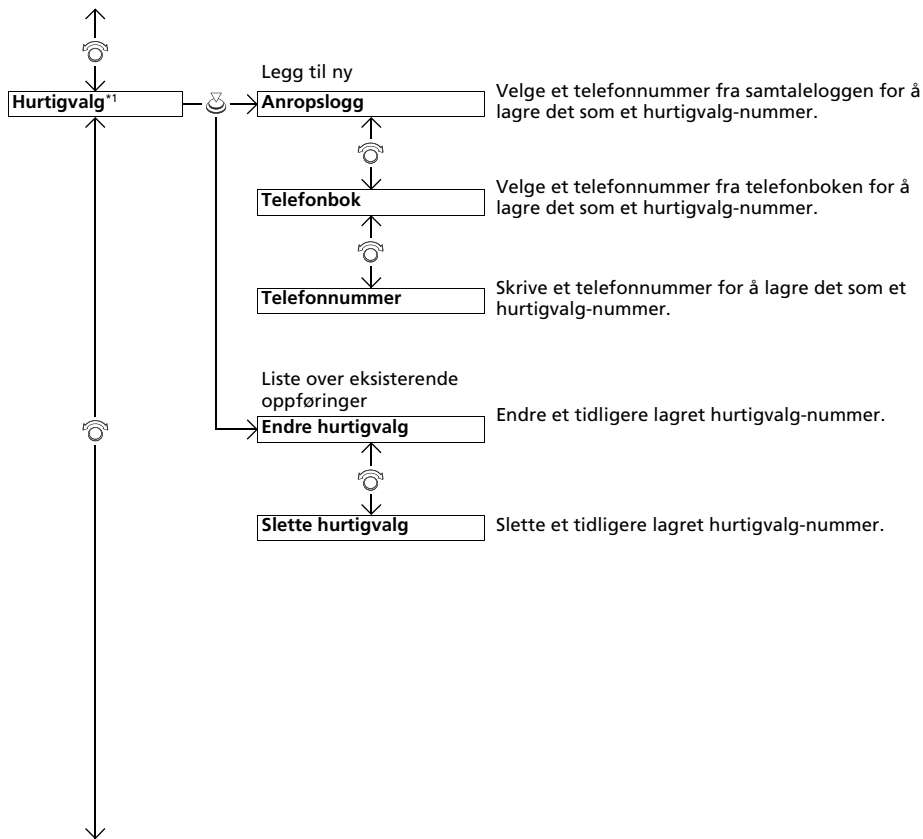 Legg til ny
Hurtigvalg*1
Anropslogg
Velge et telefonnummer fra samtaleloggen for å
lagre det som et hurtigvalg-nummer.
Telefonbok
Velge et telefonnummer fra telefonboken for å
lagre det som et hurtigvalg-nummer.
Telefonnummer
Skrive et telefonnummer for å lagre det som et
hurtigvalg-nummer.
Liste over eksisterende
oppføringer
Endre hurtigvalg
Endre et tidligere lagret hurtigvalg-nummer.
Slette hurtigvalg
Slette et tidligere lagret hurtigvalg-nummer.